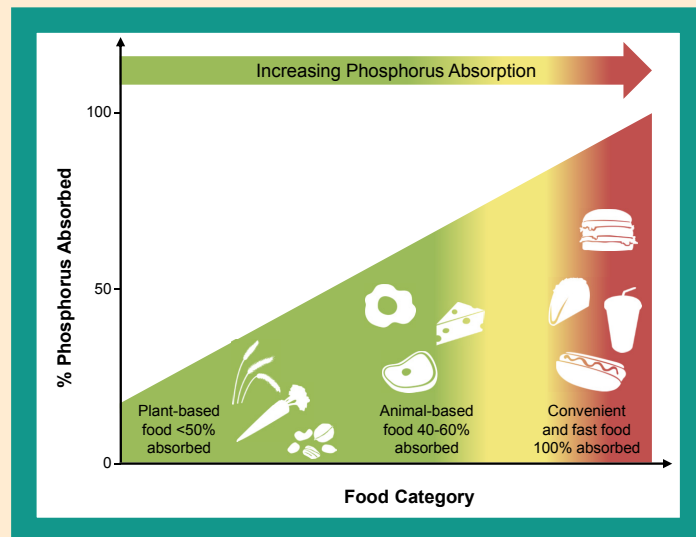 Increasing Phosphorus Absorption
100
50
0
% Phosphorus Absorbed
Plant-based
food <50%
absorbed
Animal-based
food 40-60%
absorbed
Convenient
and fast food
100% absorbed
Food Category